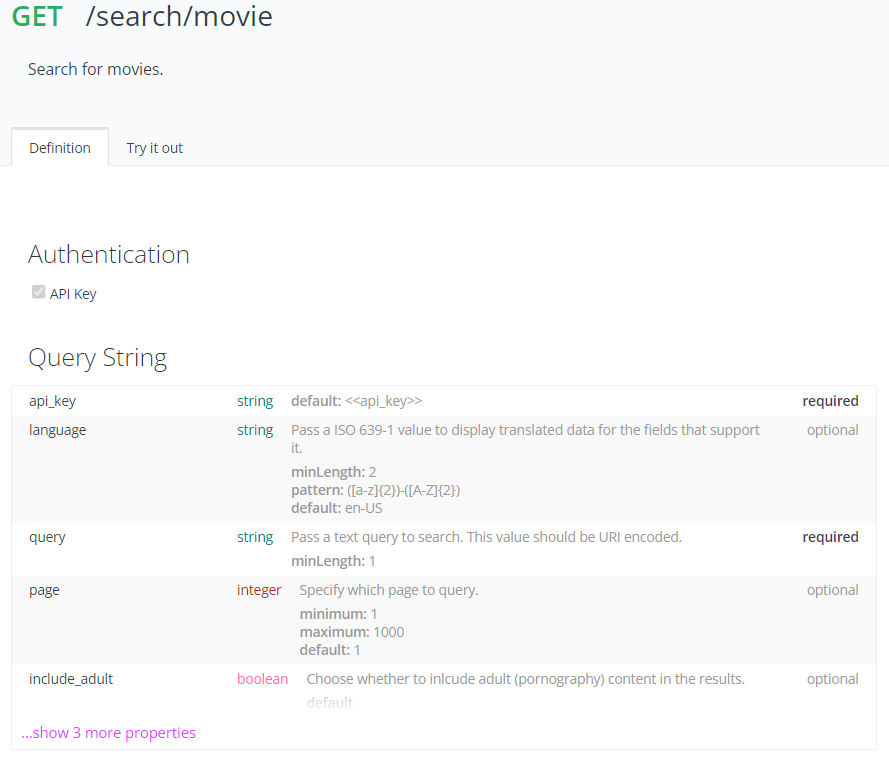 GET /search/movie
Search for movies.
Definition Try it out
Authentication
API Key
Query String
api_key string default: <<api_key>> required
language string Pass a ISO 639-1 value to display translated data for the fields that support optional
it.
minLength: 2
pattern: ([a-z]{2})-([A-Z]{2})
default: en-US
query string Pass a text query to search. This value should be URI encoded. required
minLength: 1
page integer Specify which page to query. optional
minimum: 1
maximum: 1000
default: 1
include_adult boolean Choose whether to inlcude adult (pornography) content in the results. optional
default
...show 3 more properties